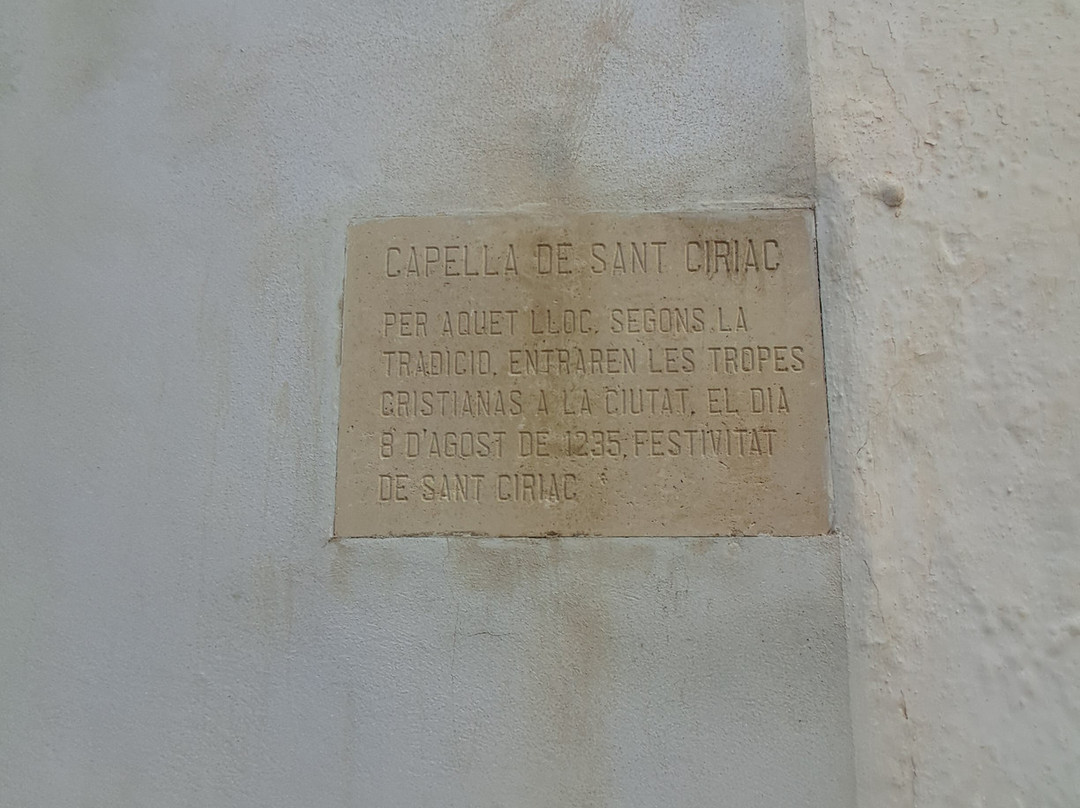 CAPELLA DE SANT CIRIAC
PER AQUET LLOC, SEGONS LA
TRADICIO, ENTRAREN LES TROPES
CRISTIANAS A LA CIUTAT, EL DIA
8 D'AGOST DE 1235, FESTIVITAT
DE SANT CIRIAC